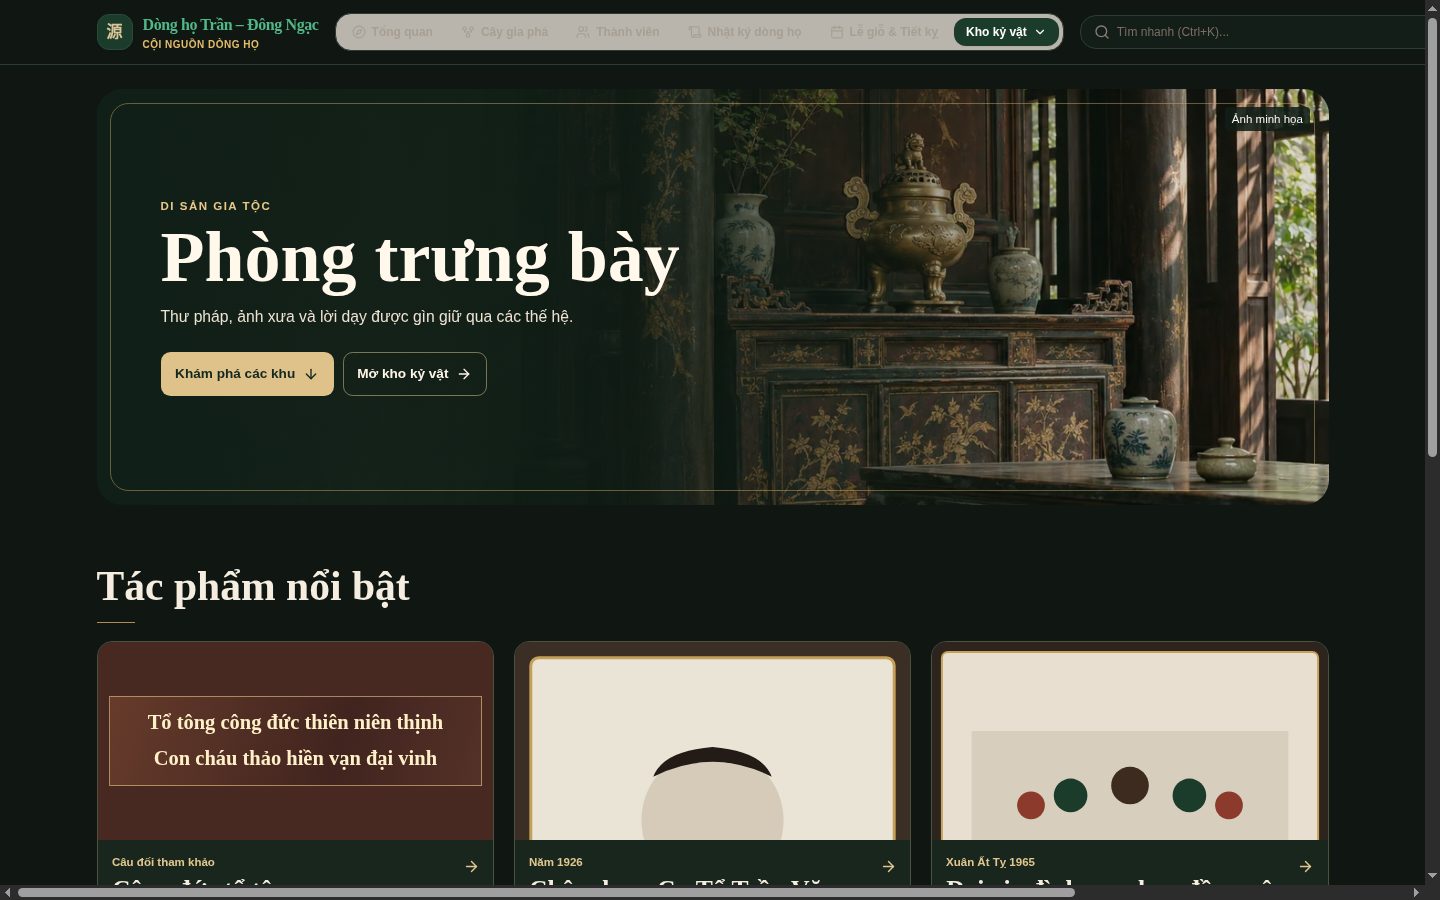 源
Dòng họ Trần – Đông Ngạc
CỘI NGUỒN DÒNG HỌ
Tổng quan
Cây gia phả
Thành viên
Nhật ký dòng họ
Lễ giỗ & Tiết kỵ
Kho kỷ vật
Tìm nhanh (Ctrl+K)...
Ảnh minh họa
DI SẢN GIA TỘC
Phòng trưng bày
Thư pháp, ảnh xưa và lời dạy được gìn giữ qua các thế hệ.
Khám phá các khu
Mở kho kỷ vật
Tác phẩm nổi bật
Tổ tông công đức thiên niên thịnh
Con cháu thảo hiền vạn đại vinh
Câu đối tham khảo
Năm 1926
Xuân Ất Tỵ 1965